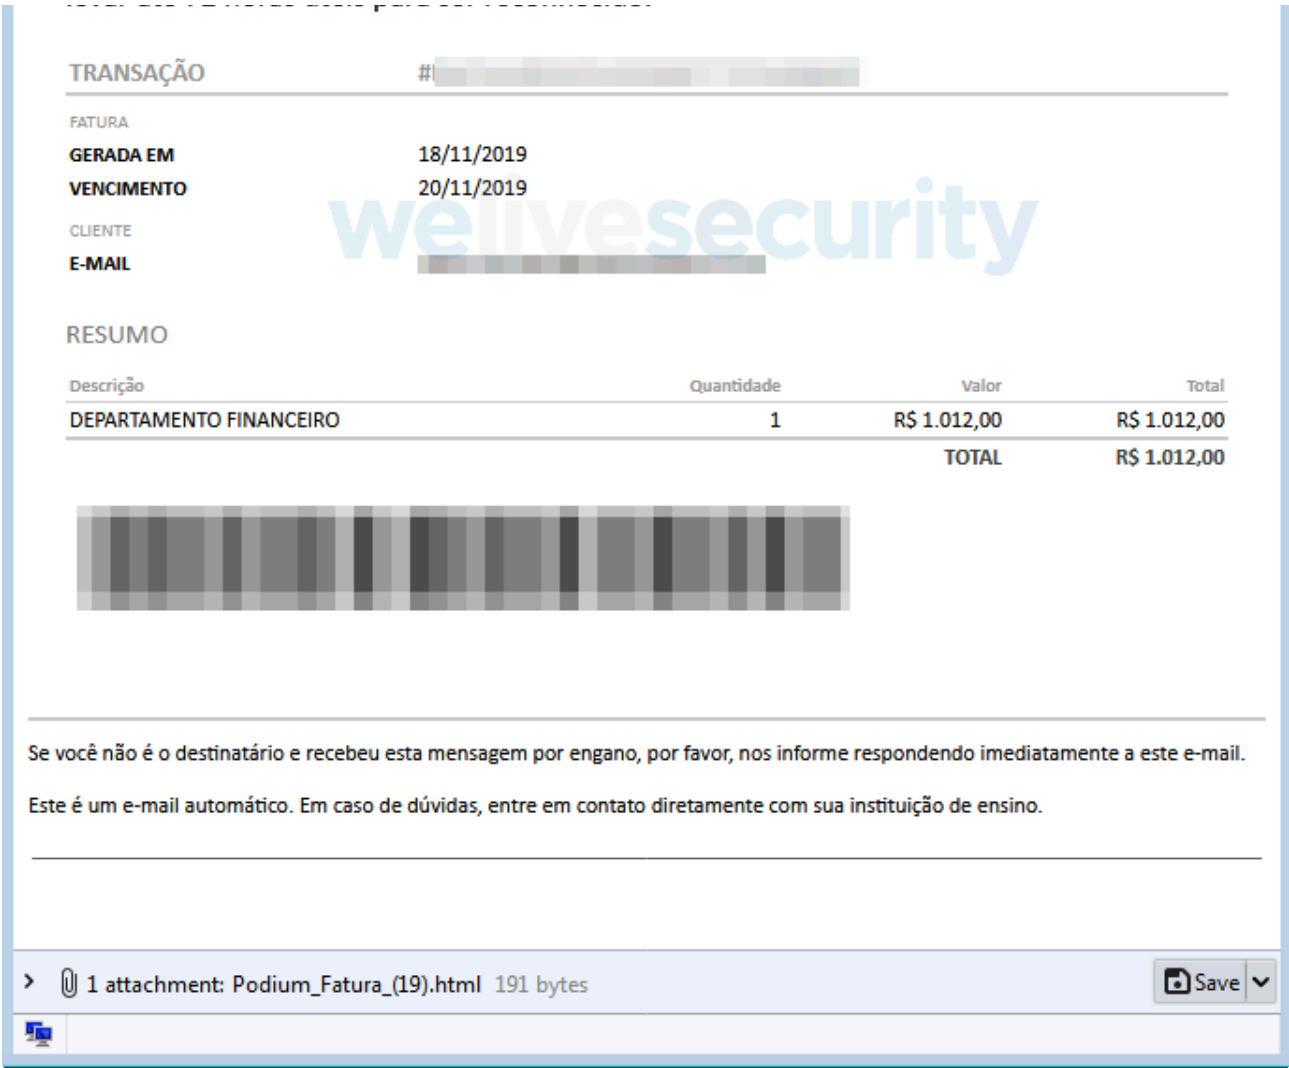 TRANSAÇÃO #
FATURA
GERADA EM 18/11/2019
VENCIMENTO 20/11/2019
welivesecurity
CLIENTE
E-MAIL
RESUMO
Descrição Quantidade Valor Total
DEPARTAMENTO FINANCEIRO 1 R$ 1.012,00 R$ 1.012,00
TOTAL R$ 1.012,00
Se você não é o destinatário e recebeu esta mensagem por engano, por favor, nos informe respondendo imediatamente a este e-mail.
Este é um e-mail automático. Em caso de dúvidas, entre em contato diretamente com sua instituição de ensino.
1 attachment: Podium_Fatura_(19).html 191 bytes Save